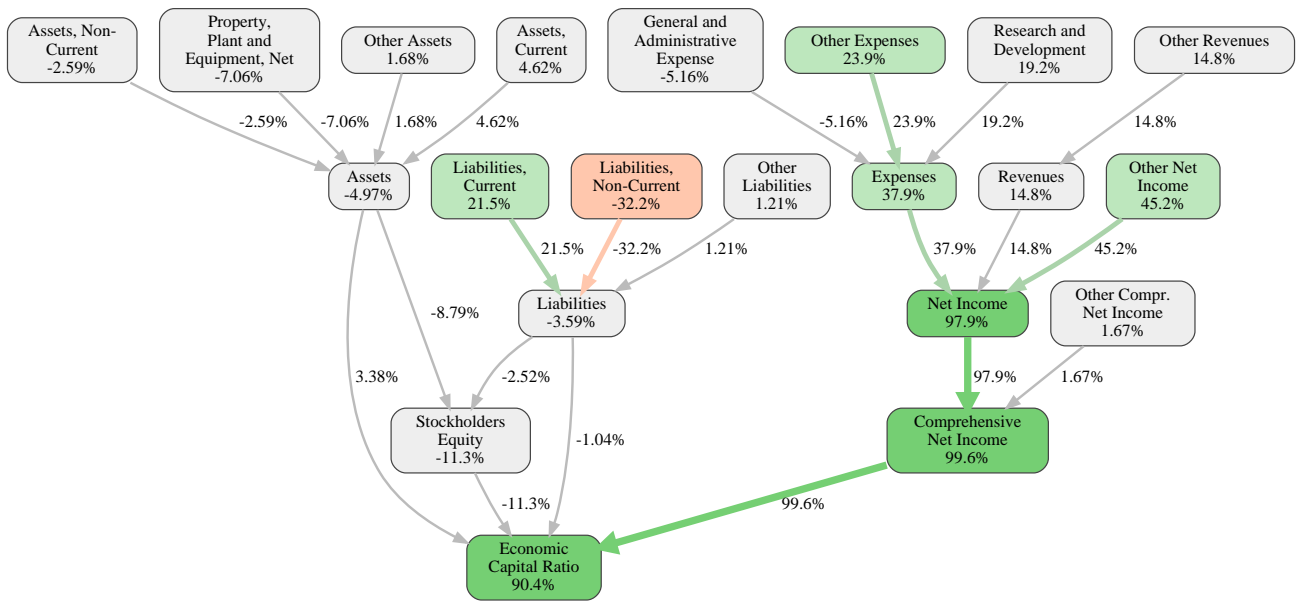 Assets, Non-
Current
-2.59%
Property,
Plant and
Equipment, Net
-7.06%
Other Assets
1.68%
Assets,
Current
4.62%
General and
Administrative
Expense
-5.16%
Other Expenses
23.9%
Research and
Development
19.2%
Other Revenues
14.8%
-2.59%
-7.06%
1.68%
4.62%
-5.16%
23.9%
19.2%
14.8%
Assets
-4.97%
Liabilities,
Current
21.5%
Liabilities,
Non-Current
-32.2%
Other
Liabilities
1.21%
Expenses
37.9%
Revenues
14.8%
Other Net
Income
45.2%
21.5%
-32.2%
1.21%
37.9%
14.8%
45.2%
-8.79%
Liabilities
-3.59%
Net Income
97.9%
Other Compr.
Net Income
1.67%
3.38%
-2.52%
97.9%
1.67%
Stockholders
Equity
-11.3%
-1.04%
Comprehensive
Net Income
99.6%
-11.3%
99.6%
Economic
Capital Ratio
90.4%